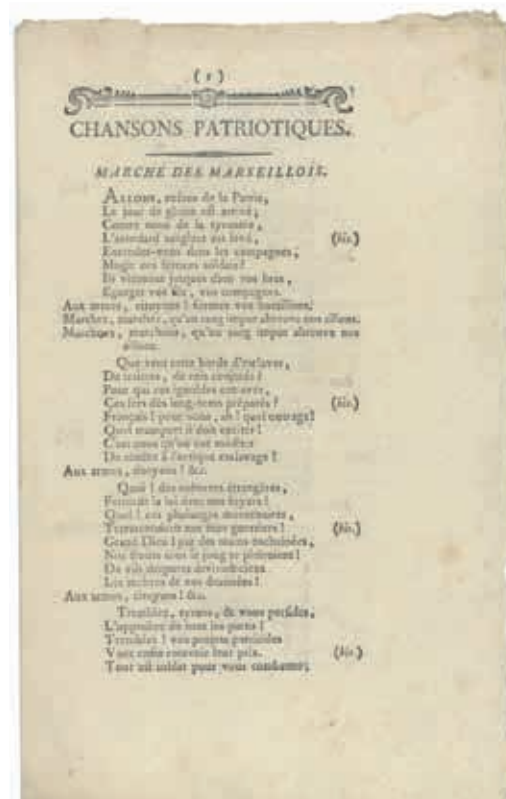 ( 1 )
CHANSONS PATRIOTIQUES.
MARCHE DES MARSEILLOIS.
ALLONS, enfans de la Patrie,
Le jour de gloire est arrivé;
Contre nous de la tyrannie,
L'étendard sanglant est levé, (bis.)
Entendez-vous dans les campagnes,
Mugir ces féroces soldats?
Ils viennent jusques dans vos bras,
Egorger vos fils, vos compagnes.
Aux armes, citoyens! formez vos bataillons;
Marchez, marchez, qu'un sang impur abreuve nos sillons.
Marchons, marchons, qu'un sang impur abreuve nos
sillons.
Que veut cette horde d'esclaves,
De traîtres, de rois conjurés?
Pour qui ces ignobles entraves,
Ces fers dès long-tems préparés? (bis.)
Français! pour nous, ah! quel outrage!
Quel transport il doit exciter!
C'est nous qu'on ose méditer
De rendre à l'antique esclavage!
Aux armes, citoyens! &c.
Quoi! des cohortes étrangères,
Feroient la loi dans nos foyers!
Quoi! ces phalanges mercenaires,
Terrasseroient nos fiers guerriers! (bis.)
Grand Dieu! par des mains enchaînées,
Nos fronts sous le joug se ploieroient!
De vils despotes deviendroient
Les maîtres de nos destinées!
Aux armes, citoyens! &c.
Tremblez, tyrans, & vous perfides,
L'opprobre de tous les partis!
Tremblez! vos projets parricides
Vont enfin recevoir leur prix. (bis.)
Tout est soldat pour vous combattre;